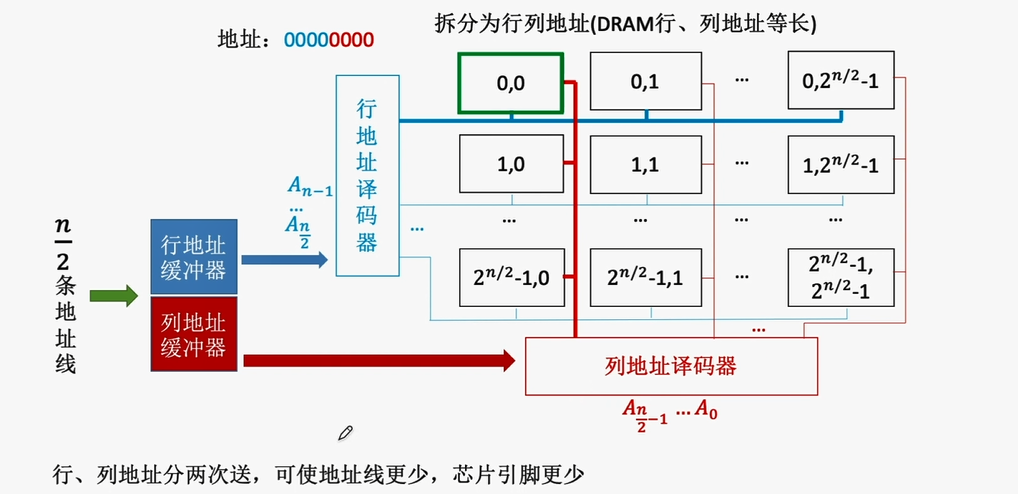 拆分为行列地址(DRAM行、列地址等长)
地址：00000000
行地址译码器
0,0
0,1
...
0,2^{n/2}-1
1,0
1,1
...
1,2^{n/2}-1
A_{n-1}
...
A_{n/2}
...
...
...
...
...
2^{n/2}-1,0
2^{n/2}-1,1
...
2^{n/2}-1,
2^{n/2}-1
n/2条地址线
行地址
缓冲器
列地址
缓冲器
...
列地址译码器
A_{n/2-1} ...A_0
行、列地址分两次送，可使地址线更少，芯片引脚更少